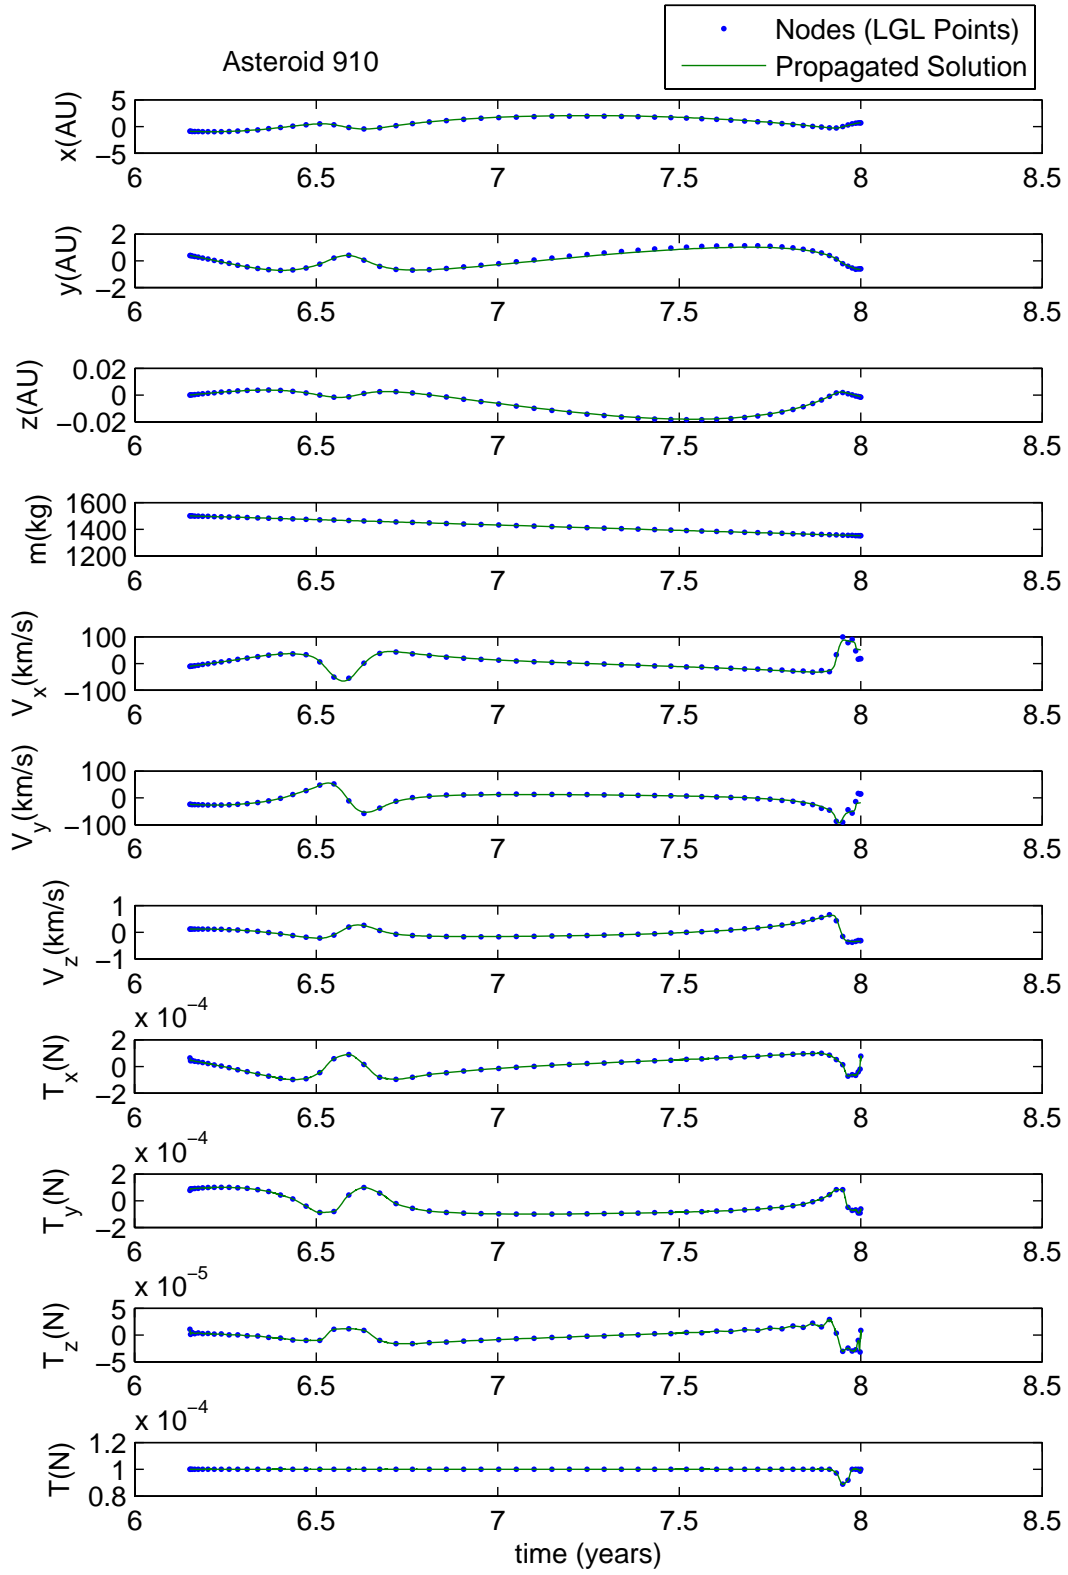 Nodes (LGL Points)
Propagated Solution
Asteroid 910
x(AU)
5
0
−5
6 6.5 7 7.5 8 8.5
y(AU)
2
0
−2
6 6.5 7 7.5 8 8.5
z(AU)
0.02
0
−0.02
6 6.5 7 7.5 8 8.5
m(kg)
1600
1400
1200
6 6.5 7 7.5 8 8.5
V_x(km/s)
100
0
−100
6 6.5 7 7.5 8 8.5
V_y(km/s)
100
0
−100
6 6.5 7 7.5 8 8.5
V_z(km/s)
1
0
−1
6 6.5 7 7.5 8 8.5
x 10^−4
T_x(N)
2
0
−2
6 6.5 7 7.5 8 8.5
x 10^−4
T_y(N)
2
0
−2
6 6.5 7 7.5 8 8.5
x 10^−5
T_z(N)
5
0
−5
6 6.5 7 7.5 8 8.5
x 10^−4
T(N)
1.2
1
0.8
6 6.5 7 7.5 8 8.5
time (years)